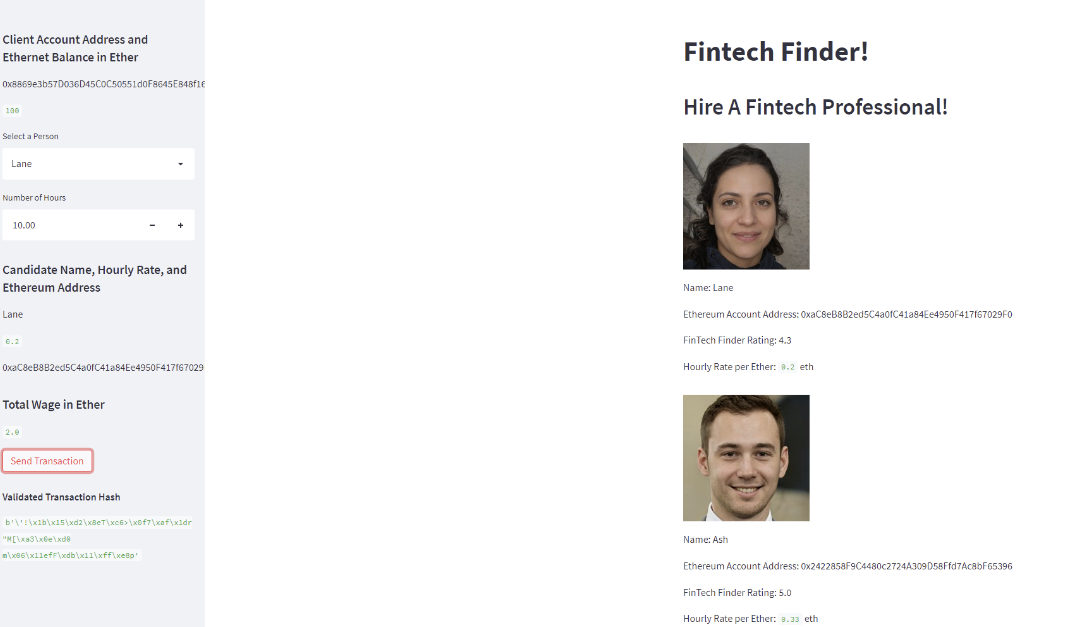 Client Account Address and
Ethernet Balance in Ether
0x8869e3b57D036D45C0C50551d0F8645E848f16
100
Select a Person
Lane
Number of Hours
10.00
Candidate Name, Hourly Rate, and
Ethereum Address
Lane
0.2
0xaC8eB8B2ed5C4a0fC41a84Ee4950F417f67029
Total Wage in Ether
2.0
Send Transaction
Validated Transaction Hash
b'\'!\x1b\x15\xd2\x8eT\xc6>\x0f7\xaf\x1dr
"M[\xa3\x0e\xd0
m\x06\x11efF\xdb\x11\xff\xe8p'
Fintech Finder!
Hire A Fintech Professional!
Name: Lane
Ethereum Account Address: 0xaC8eB8B2ed5C4a0fC41a84Ee4950F417f67029F0
FinTech Finder Rating: 4.3
Hourly Rate per Ether: 0.2 eth
Name: Ash
Ethereum Account Address: 0x2422858F9C4480c2724A309D58Ffd7Ac8bF65396
FinTech Finder Rating: 5.0
Hourly Rate per Ether: 0.33 eth